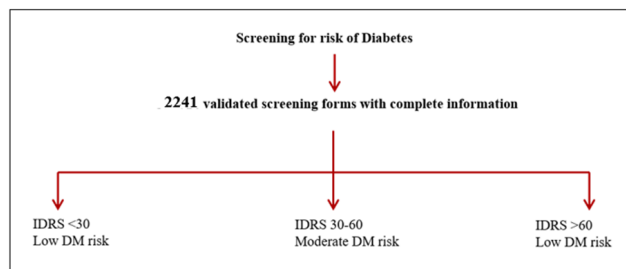 Screening for risk of Diabetes
2241 validated screening forms with complete information
IDRS <30
Low DM risk
IDRS 30-60
Moderate DM risk
IDRS >60
Low DM risk